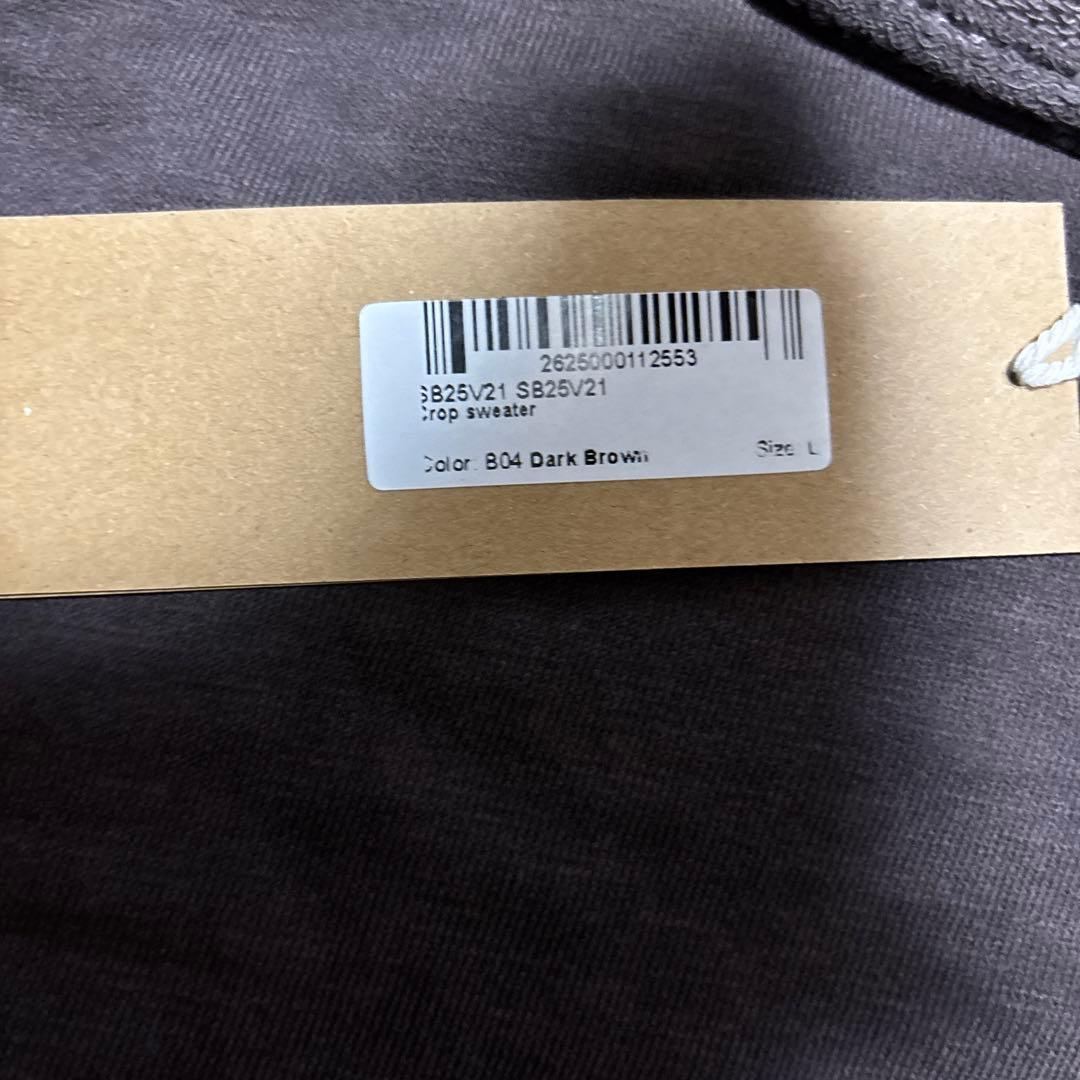 2625000112553
SB25V21 SB25V21
Crop sweater
Color: B04 Dark Brown Size: L